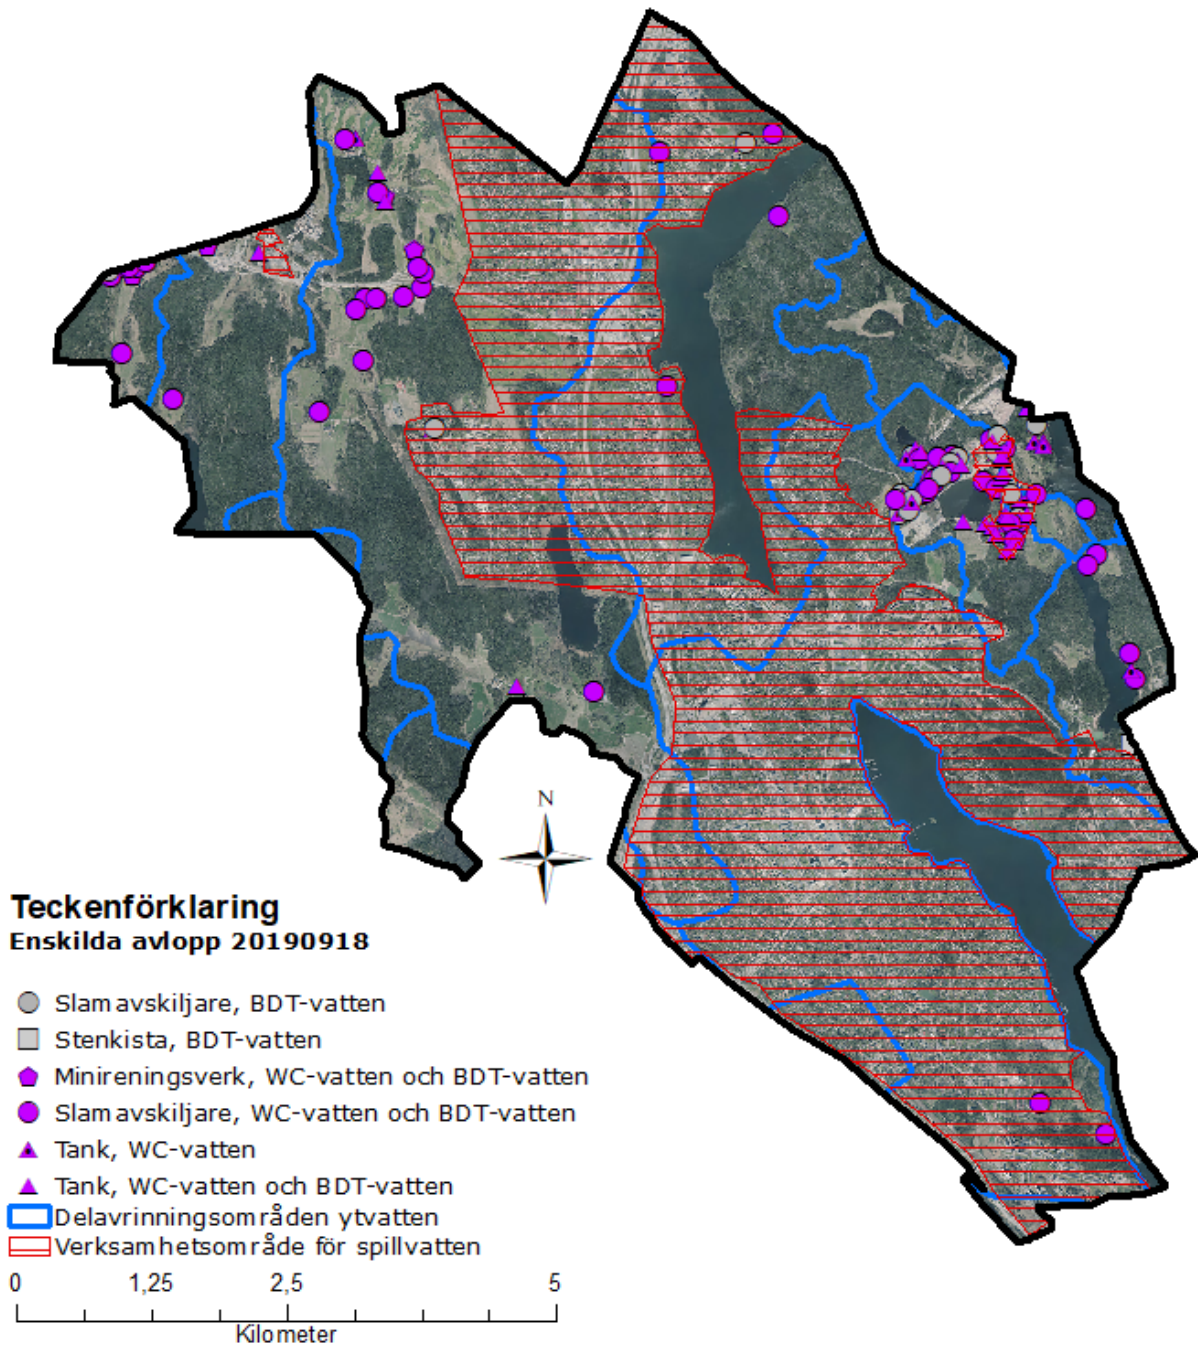 N
Teckenförklaring
Enskilda avlopp 20190918
Slamavskiljare, BDT-vatten
Stenkista, BDT-vatten
Minireningsverk, WC-vatten och BDT-vatten
Slamavskiljare, WC-vatten och BDT-vatten
Tank, WC-vatten
Tank, WC-vatten och BDT-vatten
Delavrinningsområden ytvatten
Verksamhetsområde för spillvatten
0 1,25 2,5 5
Kilometer